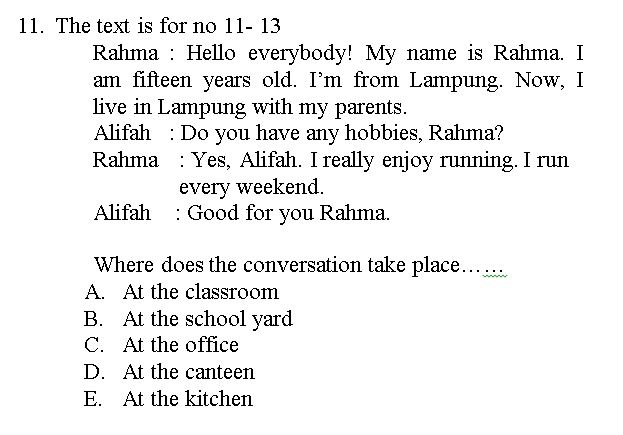 11. The text is for no 11- 13
Rahma : Hello everybody! My name is Rahma. I
am fifteen years old. I’m from Lampung. Now, I
live in Lampung with my parents.
Alifah : Do you have any hobbies, Rahma?
Rahma : Yes, Alifah. I really enjoy running. I run
every weekend.
Alifah : Good for you Rahma.
Where does the conversation take place……
A. At the classroom
B. At the school yard
C. At the office
D. At the canteen
E. At the kitchen